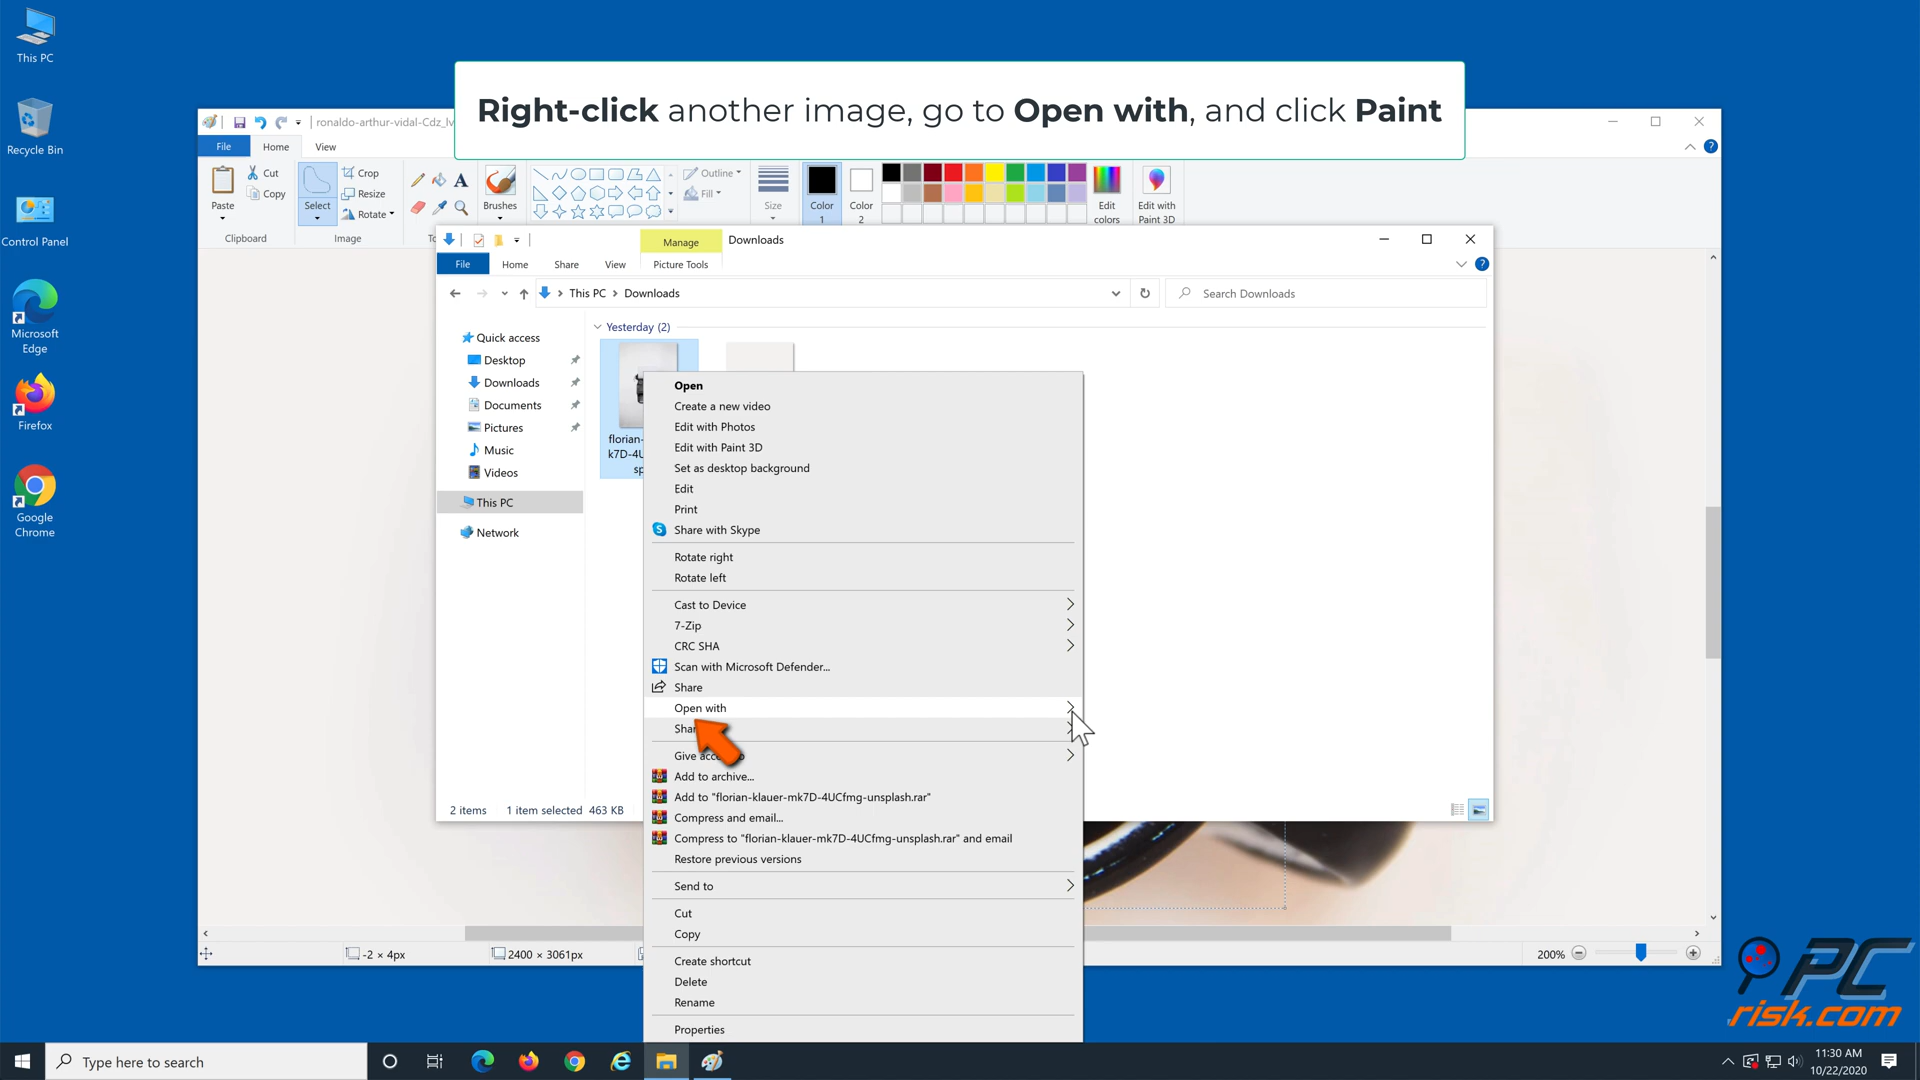 This PC
Recycle Bin
Control Panel
Microsoft
Edge
Firefox
Google
Chrome
Right-click another image, go to Open with, and click Paint
ronaldo-arthur-vidal-Cdz_lv
File
Home
View
Paste
Cut
Copy
Clipboard
Select
Crop
Resize
Rotate
Image
Brushes
Outline
Fill
Size
Color
1
Color
2
Edit
colors
Edit with
Paint 3D
Manage
Downloads
File
Home
Share
View
Picture Tools
This PC
Downloads
Search Downloads
Quick access
Desktop
Downloads
Documents
Pictures
Music
Videos
This PC
Network
Yesterday (2)
florian-
k7D-4U
sp
Open
Create a new video
Edit with Photos
Edit with Paint 3D
Set as desktop background
Edit
Print
Share with Skype
Rotate right
Rotate left
Cast to Device
7-Zip
CRC SHA
Scan with Microsoft Defender...
Share
Open with
Give
Add to archive...
Add to "florian-klauer-mk7D-4UCfmg-unsplash.rar"
Compress and email...
Compress to "florian-klauer-mk7D-4UCfmg-unsplash.rar" and email
Restore previous versions
Send to
Cut
Copy
Create shortcut
Delete
Rename
Properties
2 items
1 item selected 463 KB
-2 × 4px
2400 × 3061px
200%
PC
risk.com
Type here to search
11:30 AM
10/22/2020